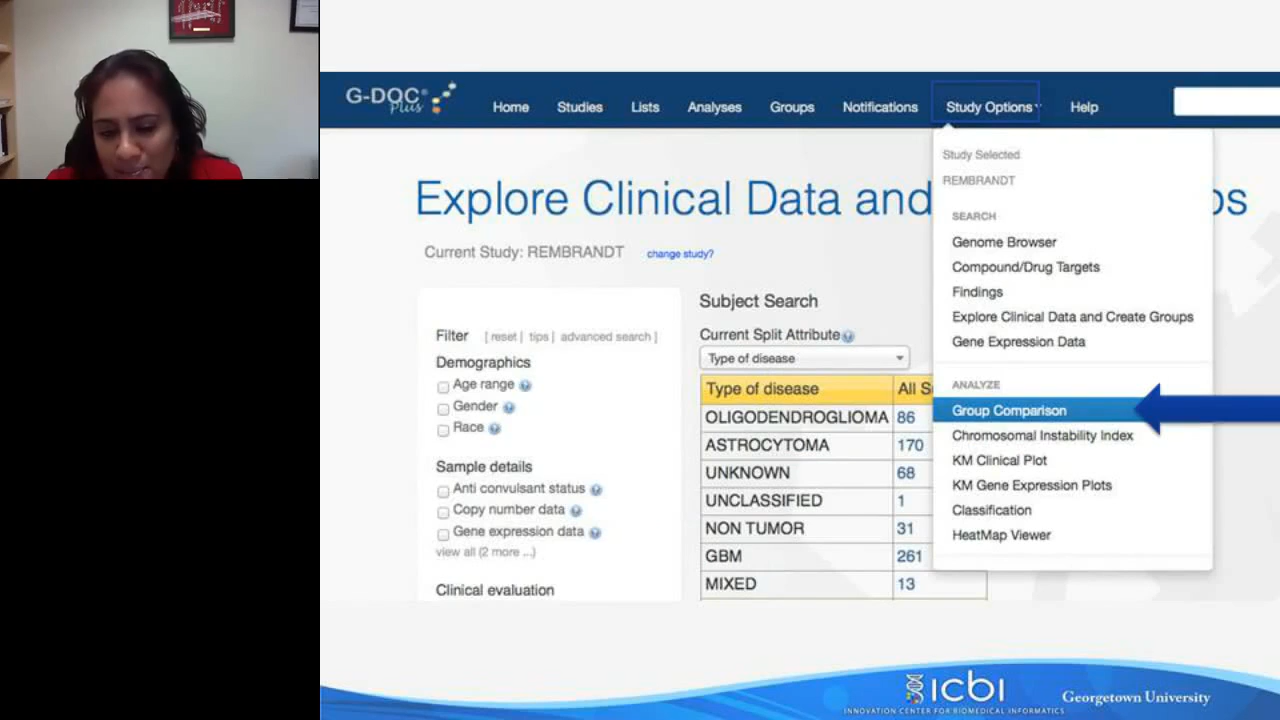 G-DOC® Plus
Home Studies Lists Analyses Groups Notifications Study Options Help
Explore Clinical Data and ps
Current Study: REMBRANDT change study?
Filter [ reset | tips | advanced search ]
Demographics
Age range
Gender
Race
Sample details
Anti convulsant status
Copy number data
Gene expression data
view all (2 more ...)
Clinical evaluation
Subject Search
Current Split Attribute
Type of disease
Type of disease All S
OLIGODENDROGLIOMA 86
ASTROCYTOMA 170
UNKNOWN 68
UNCLASSIFIED 1
NON TUMOR 31
GBM 261
MIXED 13
Study Selected
REMBRANDT
SEARCH
Genome Browser
Compound/Drug Targets
Findings
Explore Clinical Data and Create Groups
Gene Expression Data
ANALYZE
Group Comparison
Chromosomal Instability Index
KM Clinical Plot
KM Gene Expression Plots
Classification
HeatMap Viewer
icbi
INNOVATION CENTER FOR BIOMEDICAL INFORMATICS
Georgetown University